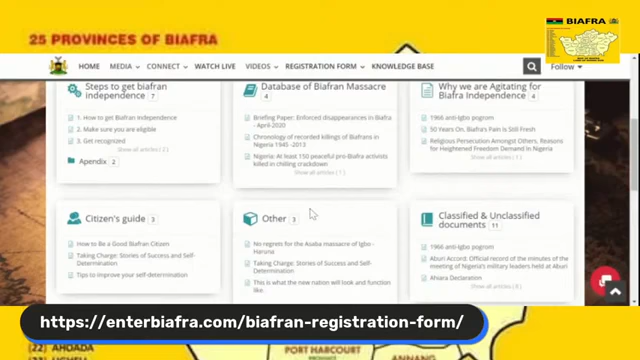 25 PROVINCES OF BIAFRA
BIAFRA
HOME MEDIA CONNECT WATCH LIVE VIDEOS REGISTRATION FORM KNOWLEDGE BASE Follow
Steps to get biafran independence 7
1. How to get Biafran Independence
2. Make sure you are eligible
3. Get recognized
Show all articles ( 2 )
Apendix 2
Database of Biafran Massacre
4
Briefing Paper: Enforced disappearances in Biafra
- April-2020
Chronology of recorded killings of Biafrans in
Nigeria 1945 -2013
Nigeria: At least 150 peaceful pro-Biafra activists
killed in chilling crackdown
Show all articles ( 1 )
Why we are Agitating for
Biafra Independence 4
1966 anti-Igbo pogrom
50 Years On, Biafra's Pain Is Still Fresh
Religious Persecution Amongst Others, Reasons
for Heightened Freedom Demand in Nigeria
Show all articles ( 1 )
Citizen's guide 3
How to Be a Good Biafran Citizen
Taking Charge: Stories of Success and Self-
Determination
Tips to improve your self-determination
Other 3
No regrets for the Asaba massacre of Igbo -
Haruna
Taking Charge: Stories of Success and Self-
Determination
This is what the new nation will look and function
like.
Classified & Unclassified
documents 11
1966 anti-Igbo pogrom
Aburi Accord. Official record of the minutes of the
meeting of Nigeria's military leaders held at Aburi
Ahiara Declaration
Show all articles ( 8 )
https://enterbiafra.com/biafran-registration-form/
(22) AHOADA
PORT HARCOURT
PROVINCE
ANNANG